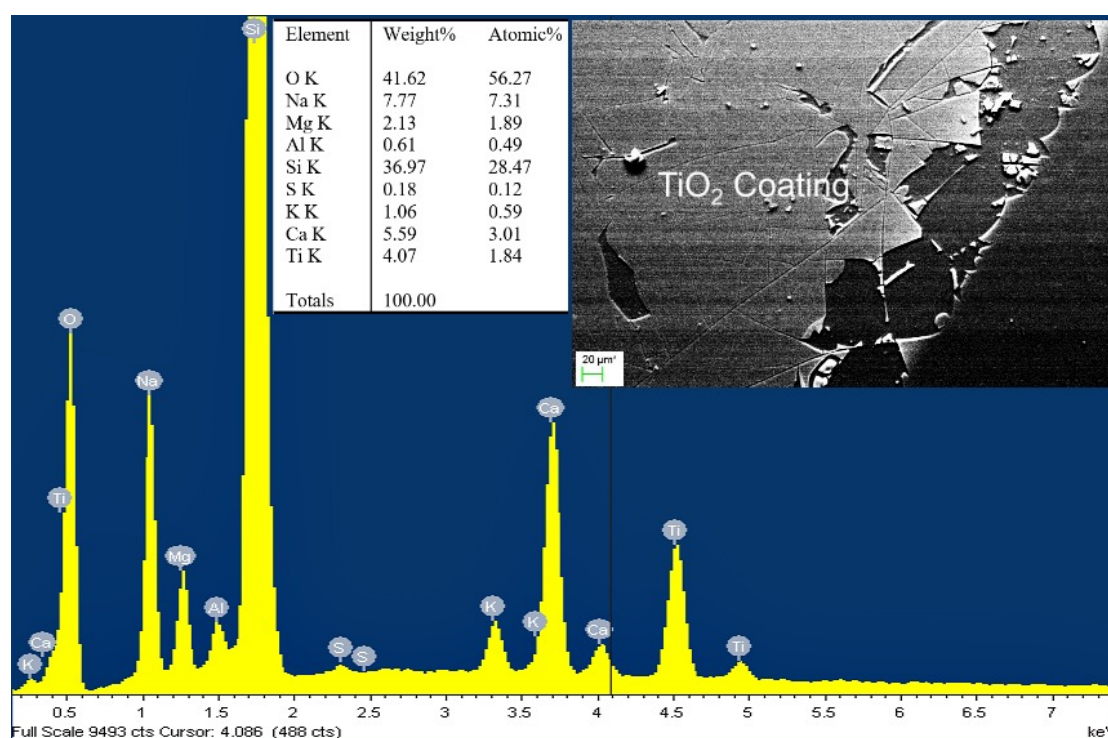 Element Weight% Atomic%
O K 41.62 56.27
Na K 7.77 7.31
Mg K 2.13 1.89
Al K 0.61 0.49
Si K 36.97 28.47
S K 0.18 0.12
K K 1.06 0.59
Ca K 5.59 3.01
Ti K 4.07 1.84
Totals 100.00
TiO₂ Coating
20 µm*
Si
O
Na
Ca
Ti
Ti
Mg
Al
K
K
Ca
Ca
K
S
S
Ti
0.5 1 1.5 2 2.5 3 3.5 4 4.5 5 5.5 6 6.5 7
Full Scale 9493 cts Cursor: 4.086 (488 cts) keV